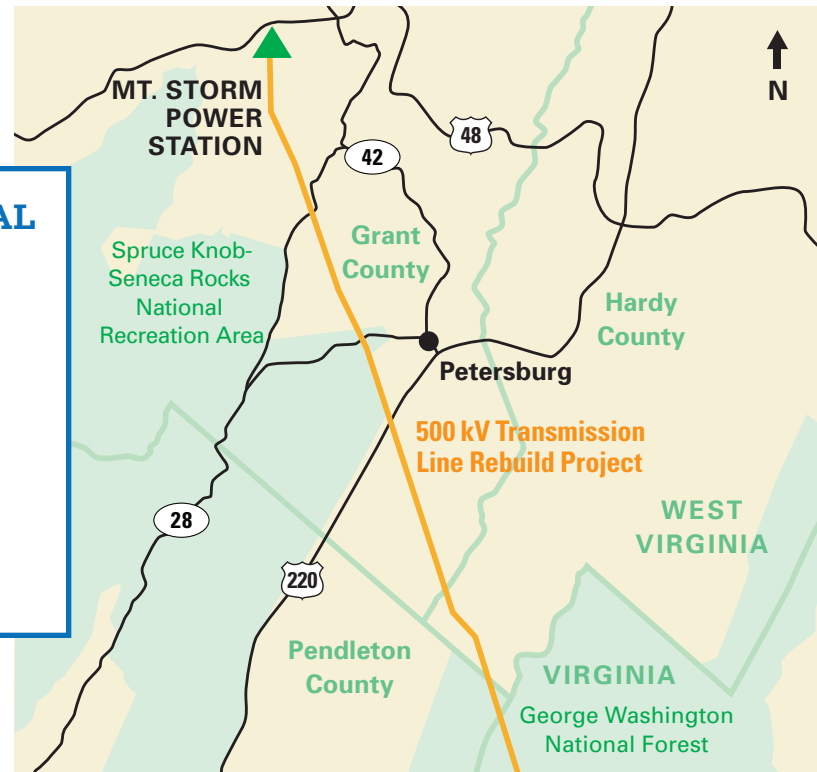 MT. STORM
POWER
STATION
N
48
42
AL
Spruce Knob-
Seneca Rocks
National
Recreation Area
Grant
County
Hardy
County
Petersburg
500 kV Transmission
Line Rebuild Project
28
WEST
VIRGINIA
220
Pendleton
County
VIRGINIA
George Washington
National Forest